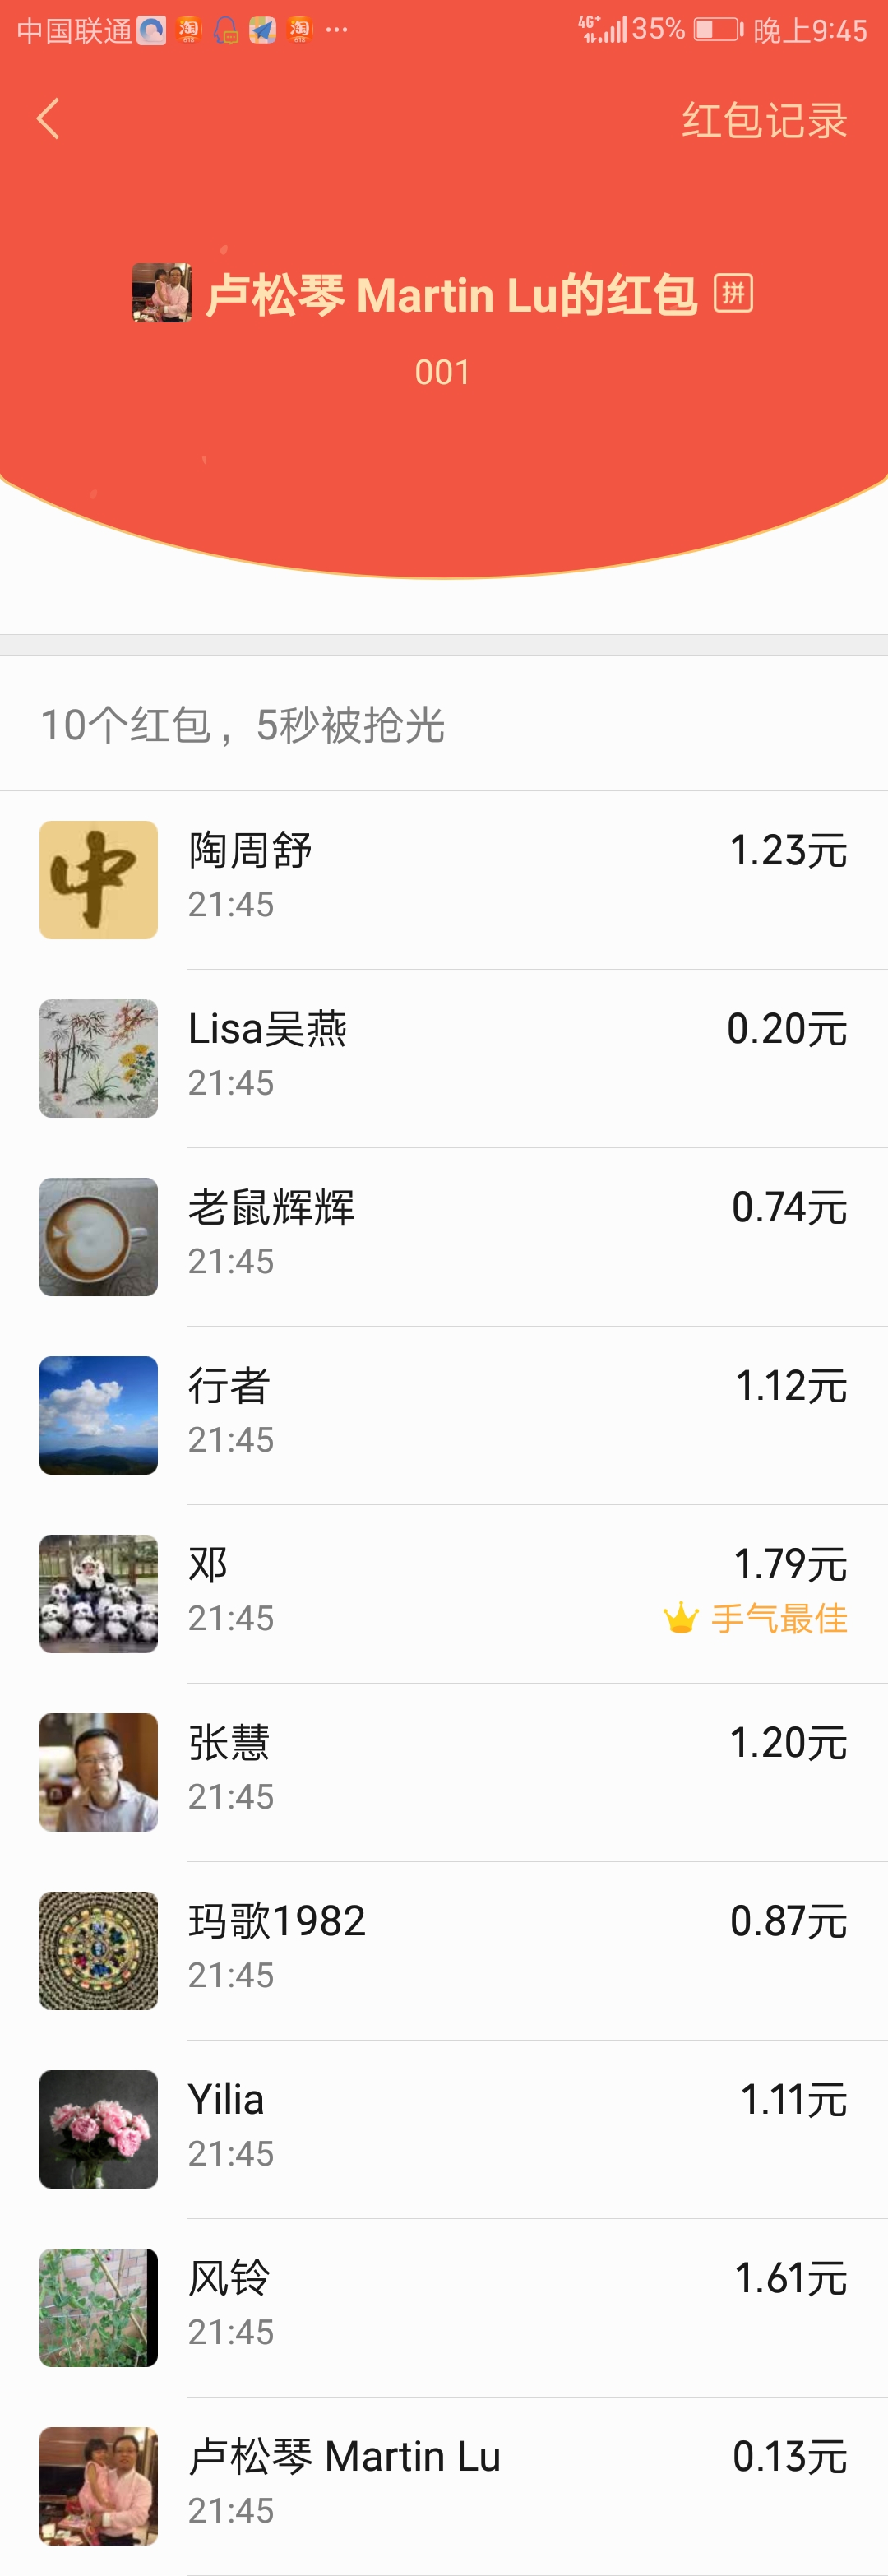 中国联通 淘 618 淘 618 ··· 4G+ 35% 晚上9:45
红包记录
卢松琴 Martin Lu的红包 拼
001
10个红包，5秒被抢光
中
陶周舒 1.23元
21:45
Lisa吴燕 0.20元
21:45
老鼠辉辉 0.74元
21:45
行者 1.12元
21:45
邓 1.79元
21:45 手气最佳
张慧 1.20元
21:45
玛歌1982 0.87元
21:45
Yilia 1.11元
21:45
风铃 1.61元
21:45
卢松琴 Martin Lu 0.13元
21:45